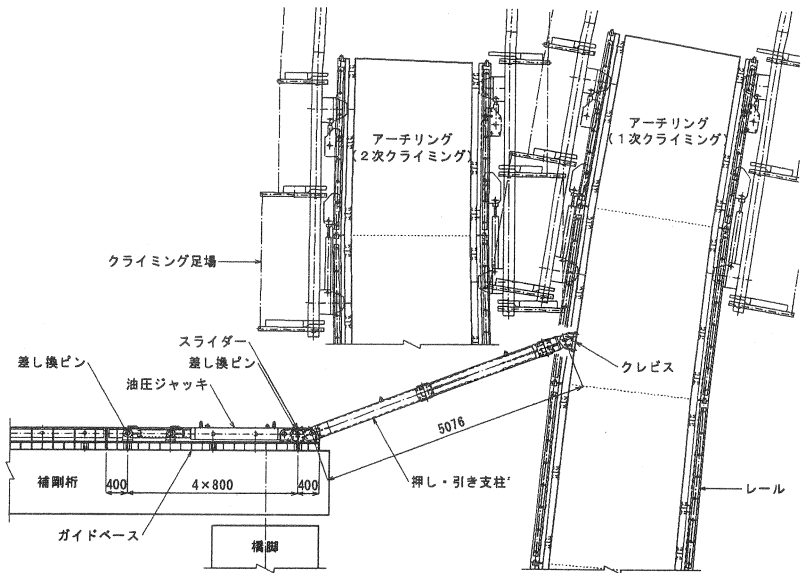 アーチリング
(2次クライミング)
アーチリング
(1次クライミング)
クライミング足場
スライダー
差し換ピン
差し換ピン
油圧ジャッキ
クレビス
5076
補剛桁
400
4×800
400
押し・引き支柱
レール
ガイドベース
橋脚